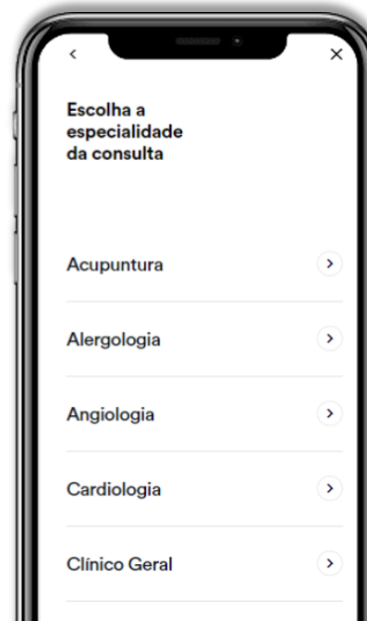 Escolha a
especialidade
da consulta
Acupuntura
Alergologia
Angiologia
Cardiologia
Clínico Geral